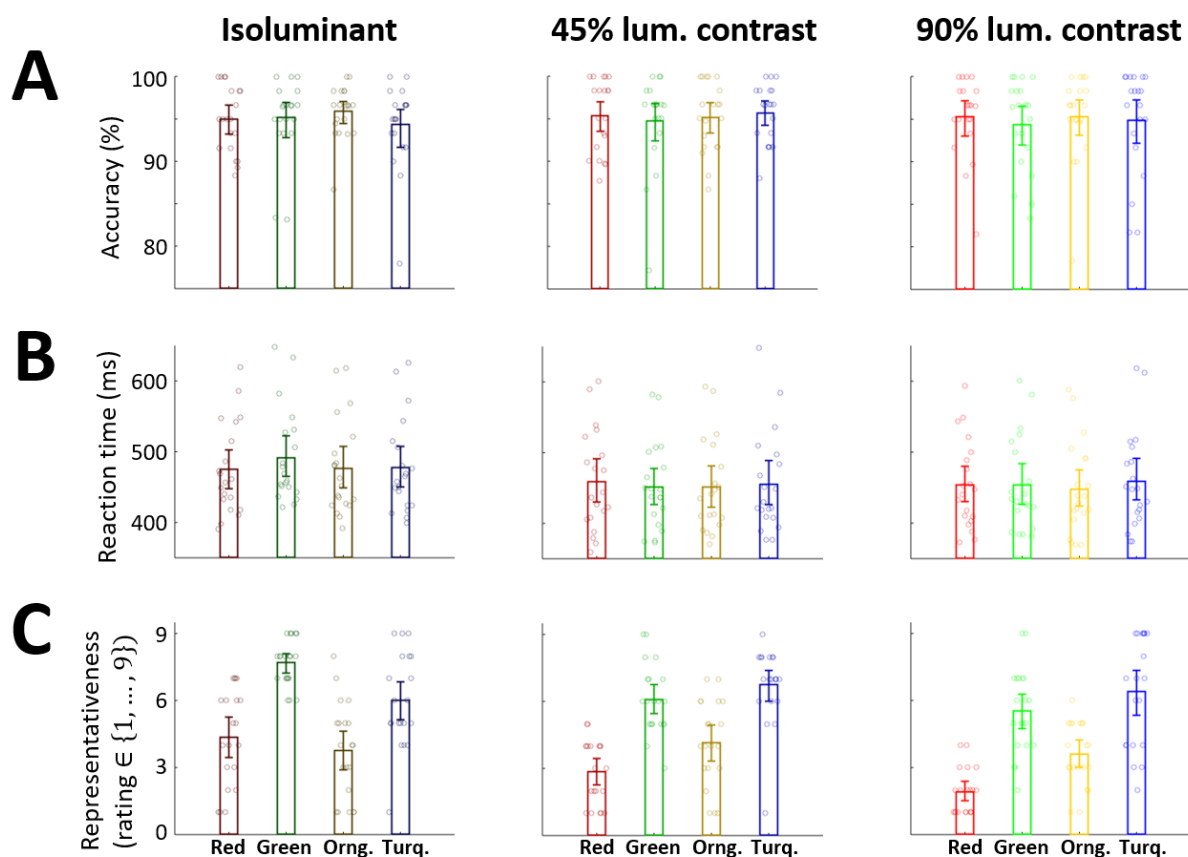 Isoluminant 45% lum. contrast 90% lum. contrast
A
Accuracy (%)
100
90
80
B
Reaction time (ms)
600
500
400
C
Representativeness
(rating ∈ {1, ..., 9})
9
6
3
0
Red Green Orng. Turq. Red Green Orng. Turq. Red Green Orng. Turq.